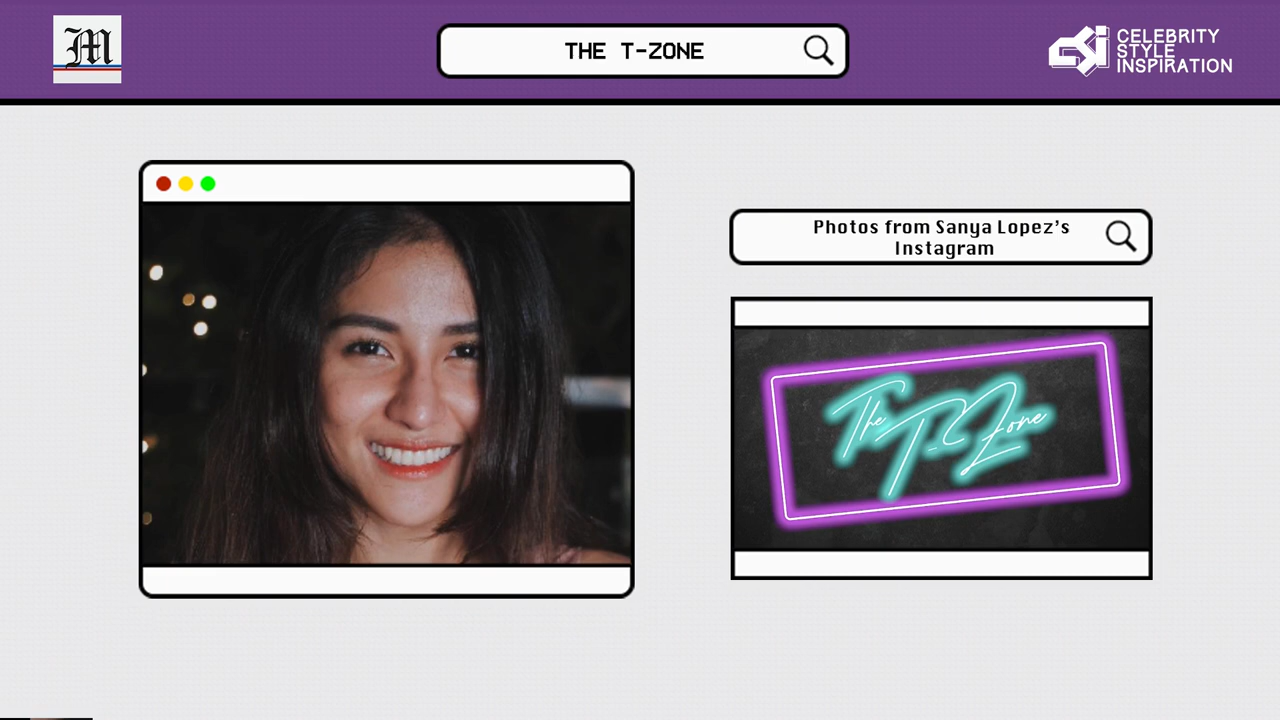 M
THE T-ZONE
CELEBRITY
STYLE
INSPIRATION
Photos from Sanya Lopez's
Instagram
The T-Zone